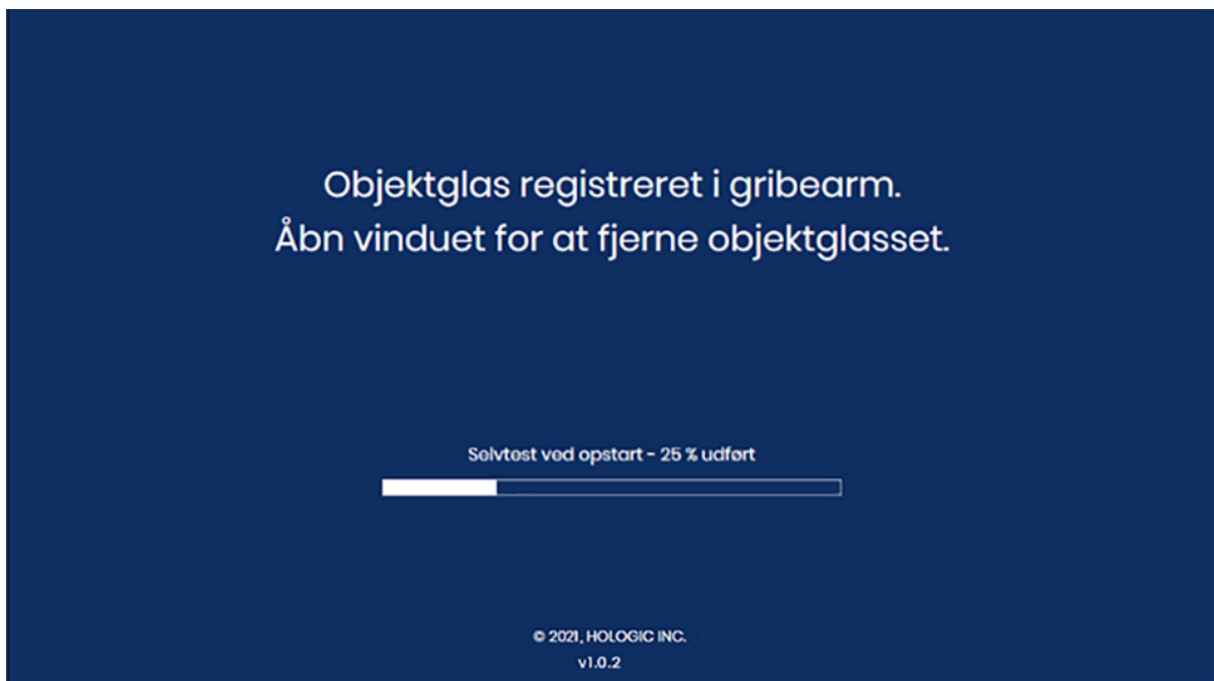 Objektglas registreret i gribearm.
Åbn vinduet for at fjerne objektglasset.
Selvtest ved opstart - 25 % udført
© 2021, HOLOGIC INC.
v1.0.2